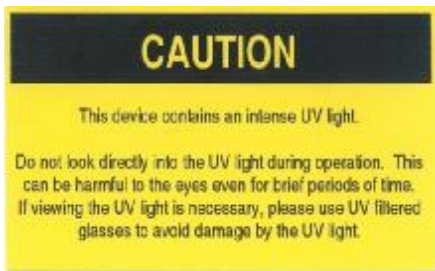 CAUTION
This device contains an intense UV light.
Do not look directly into the UV light during operation. This
can be harmful to the eyes even for brief periods of time.
If viewing the UV light is necessary, please use UV filtered
glasses to avoid damage by the UV light.